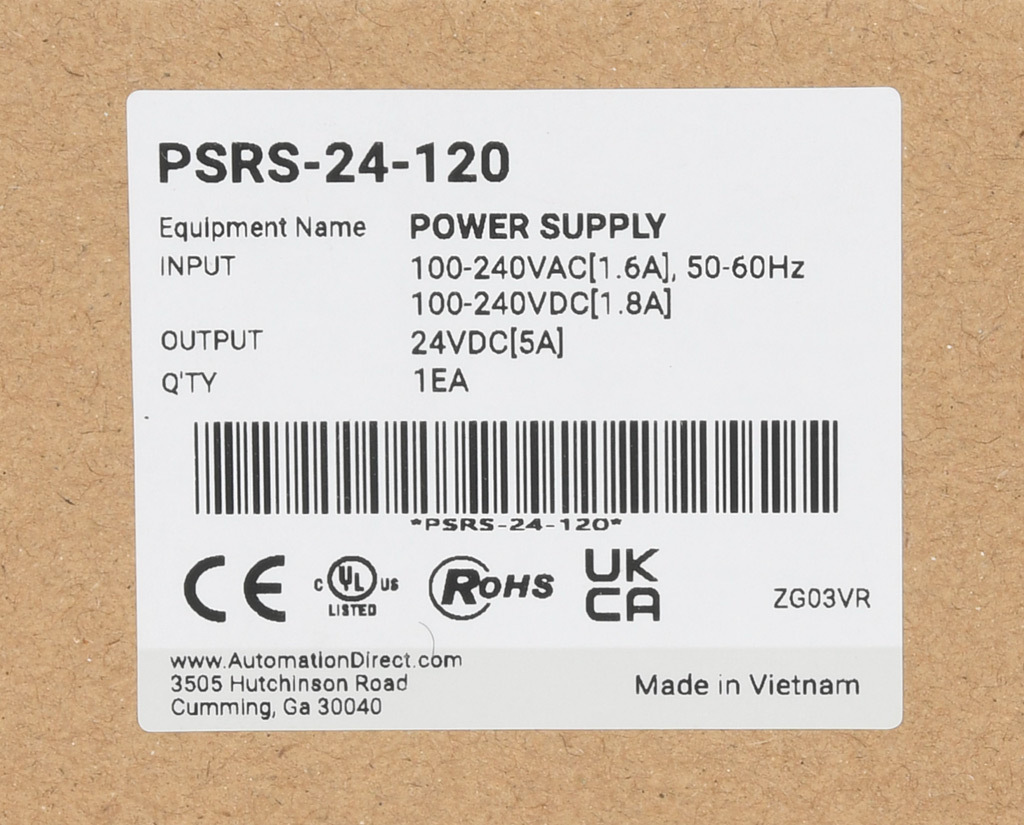 PSRS-24-120
Equipment Name POWER SUPPLY
INPUT 100-240VAC[1.6A], 50-60Hz
100-240VDC[1.8A]
OUTPUT 24VDC[5A]
Q'TY 1EA
*PSRS-24-120*
CE C UL US LISTED RoHS UK CA
ZG03VR
www.AutomationDirect.com
3505 Hutchinson Road
Cumming, Ga 30040
Made in Vietnam